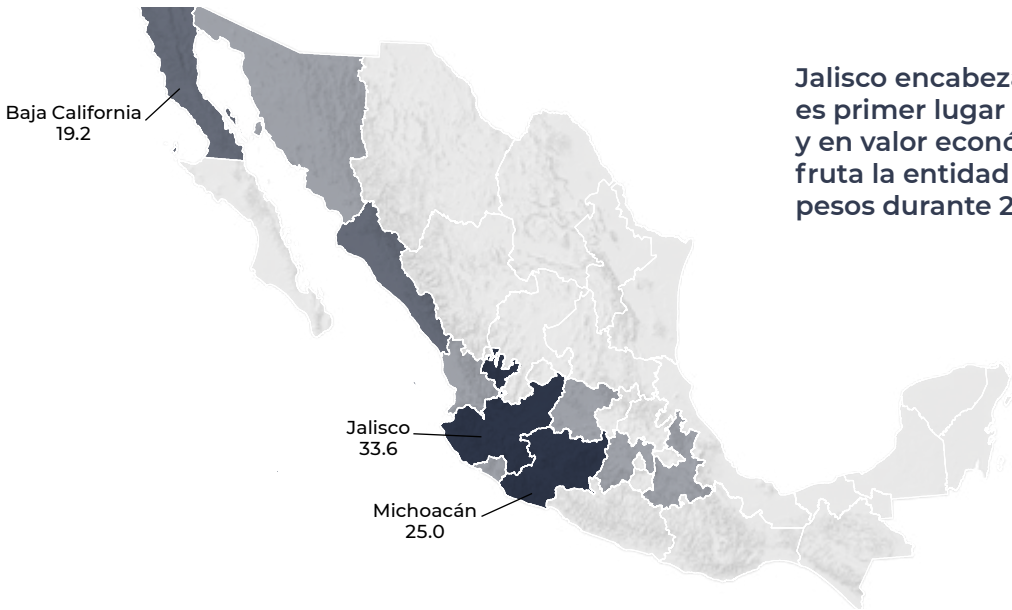 Baja California
19.2
Jalisco
33.6
Michoacán
25.0
Jalisco encabeza
es primer lugar
y en valor econó
fruta la entidad
pesos durante 2